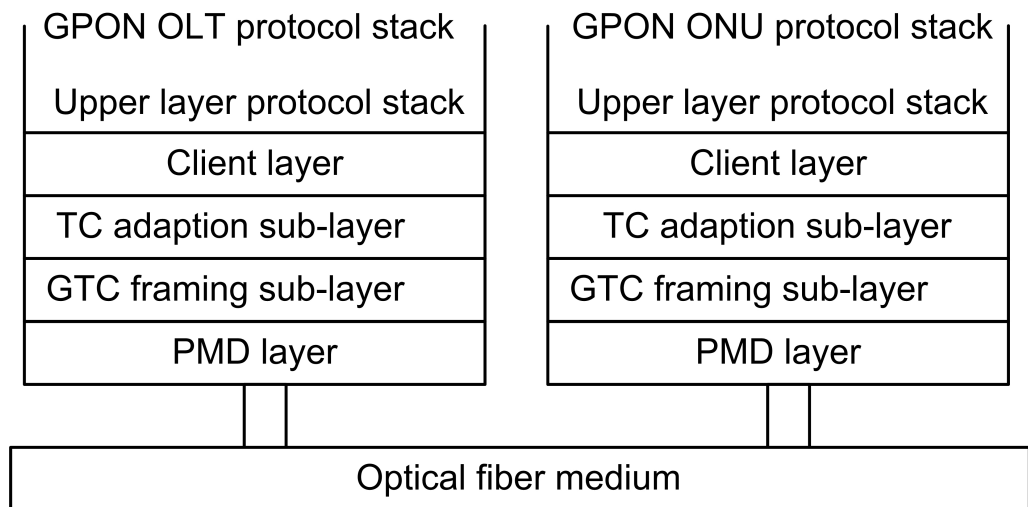 GPON OLT protocol stack
Upper layer protocol stack
Client layer
TC adaption sub-layer
GTC framing sub-layer
PMD layer
GPON ONU protocol stack
Upper layer protocol stack
Client layer
TC adaption sub-layer
GTC framing sub-layer
PMD layer
Optical fiber medium